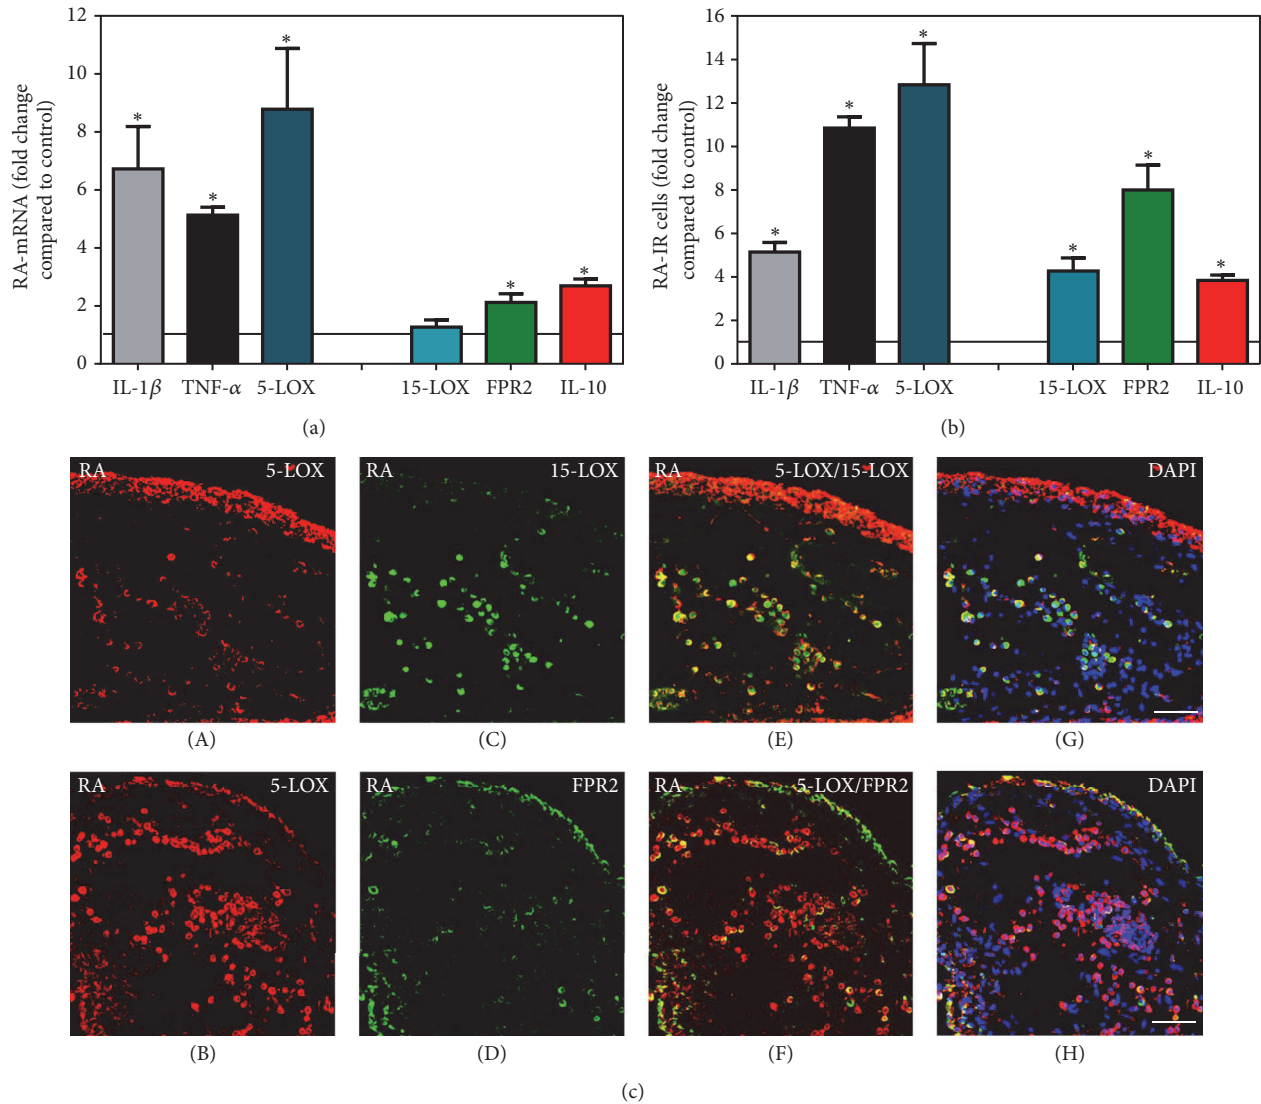 RA-mRNA (fold change
compared to control)
12
10
8
6
4
2
0
*
*
*
*
*
*
IL-1β TNF-α 5-LOX 15-LOX FPR2 IL-10
(a)
RA-IR cells (fold change
compared to control)
16
14
12
10
8
6
4
2
0
*
*
*
*
*
*
IL-1β TNF-α 5-LOX 15-LOX FPR2 IL-10
(b)
RA 5-LOX
RA 15-LOX
RA 5-LOX/15-LOX
DAPI
(A)
(C)
(E)
(G)
RA 5-LOX
RA FPR2
RA 5-LOX/FPR2
DAPI
(B)
(D)
(F)
(H)
(c)